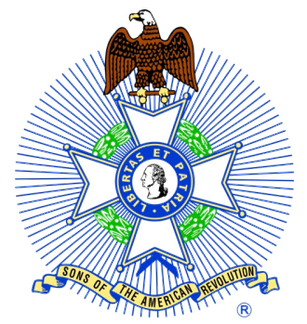 LIBERTAS ET PATRIA
SONS OF THE AMERICAN REVOLUTION
®